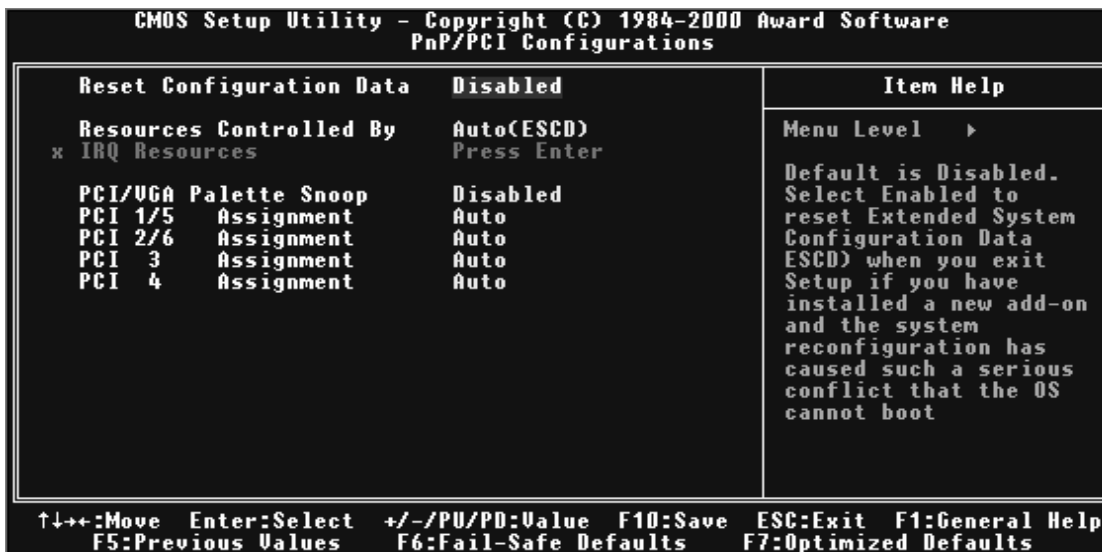 CMOS Setup Utility - Copyright (C) 1984-2000 Award Software
PnP/PCI Configurations
Reset Configuration Data Disabled
Resources Controlled By Auto(ESCD)
x IRQ Resources Press Enter
PCI/VGA Palette Snoop Disabled
PCI 1/5 Assignment Auto
PCI 2/6 Assignment Auto
PCI 3 Assignment Auto
PCI 4 Assignment Auto
Item Help
Menu Level ▸
Default is Disabled.
Select Enabled to
reset Extended System
Configuration Data
ESCD) when you exit
Setup if you have
installed a new add-on
and the system
reconfiguration has
caused such a serious
conflict that the OS
cannot boot
↑↓→←:Move Enter:Select +/-/PU/PD:Value F10:Save ESC:Exit F1:General Help
F5:Previous Values F6:Fail-Safe Defaults F7:Optimized Defaults